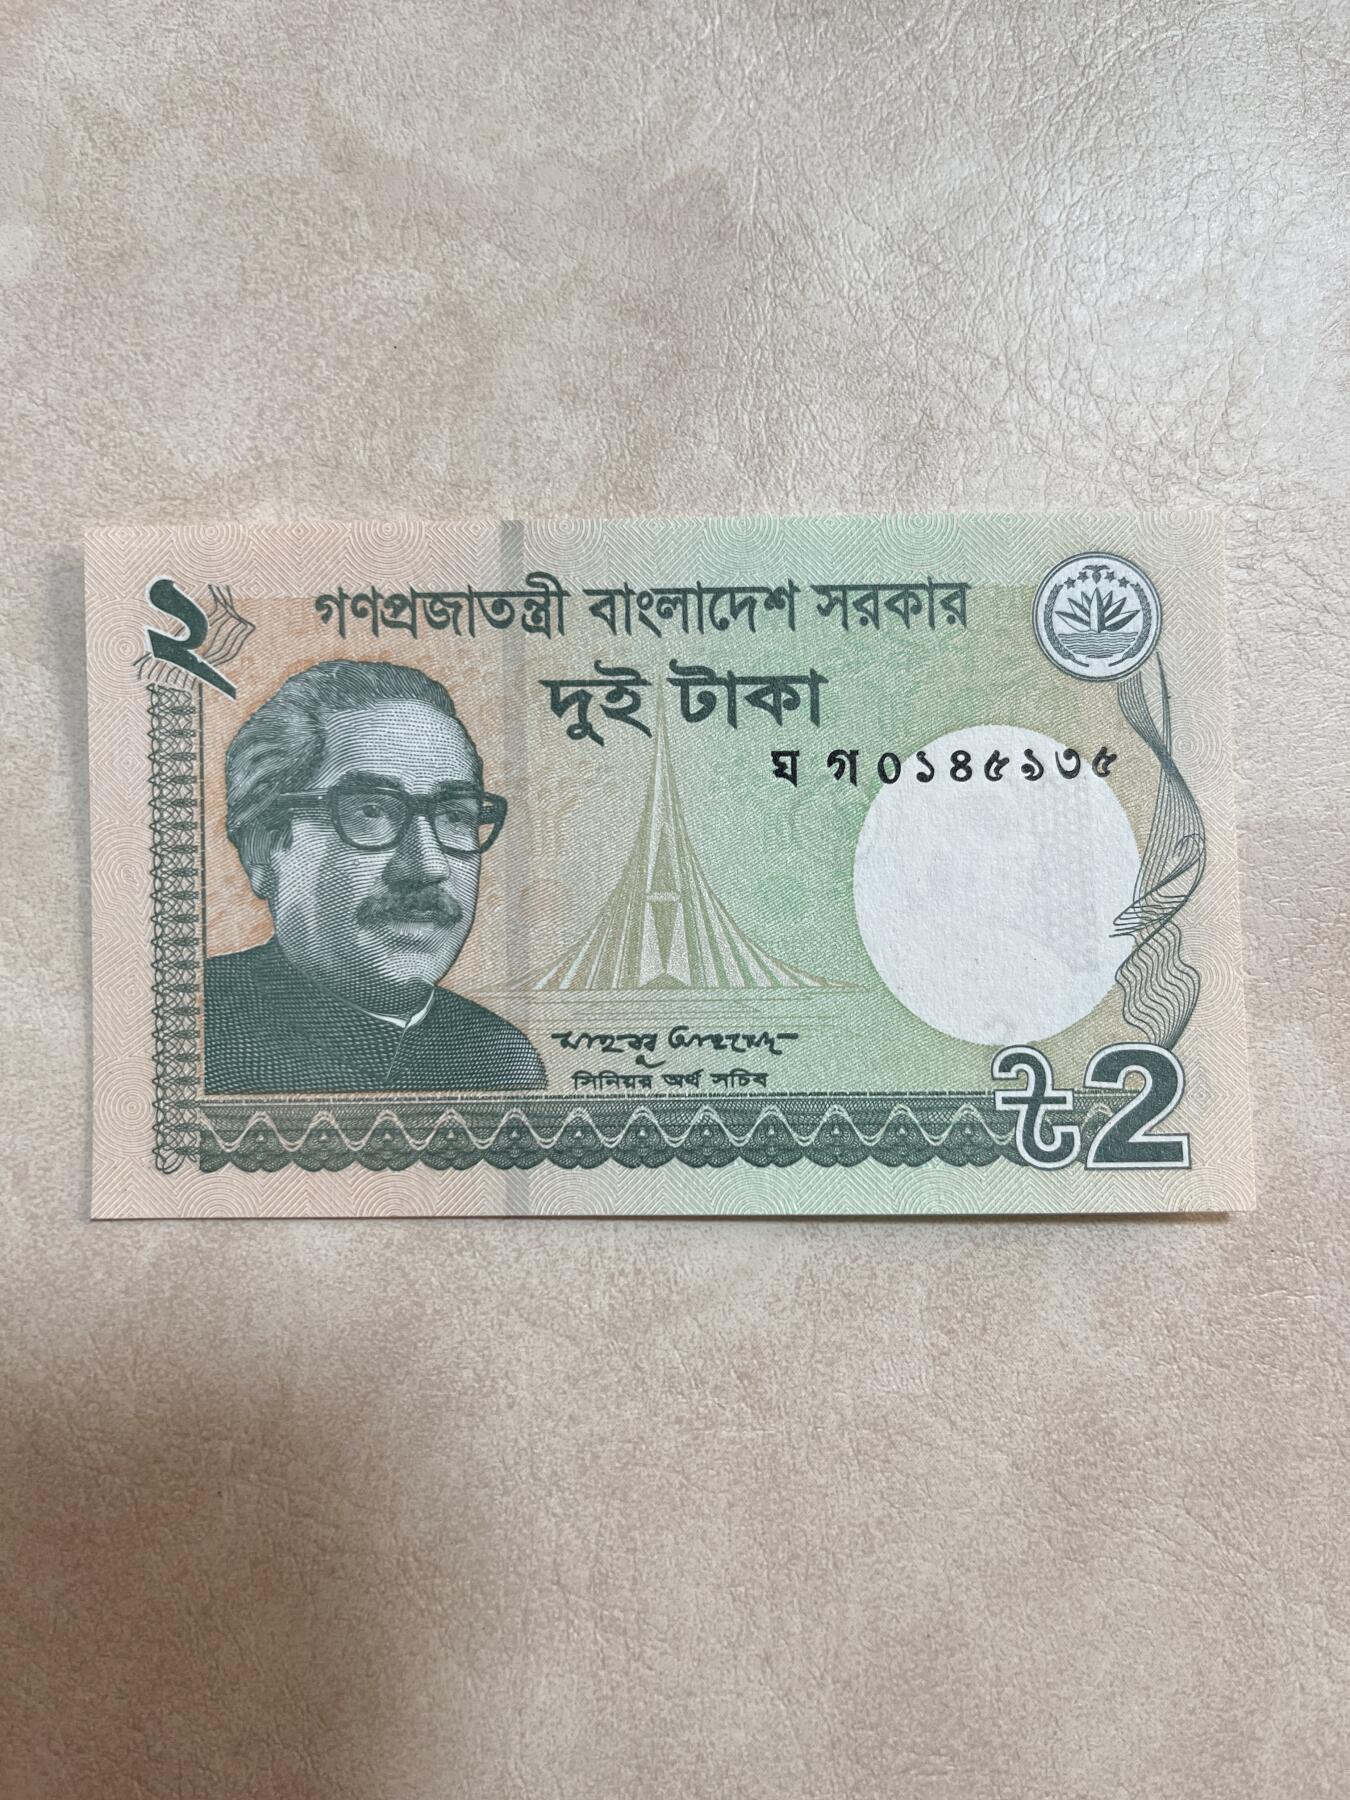 ২
গণপ্রজাতন্ত্রী বাংলাদেশ সরকার
দুই টাকা
ঘ গ ০১৪৫৯৩৫
সিনিয়র অর্থ সচিব
৳2